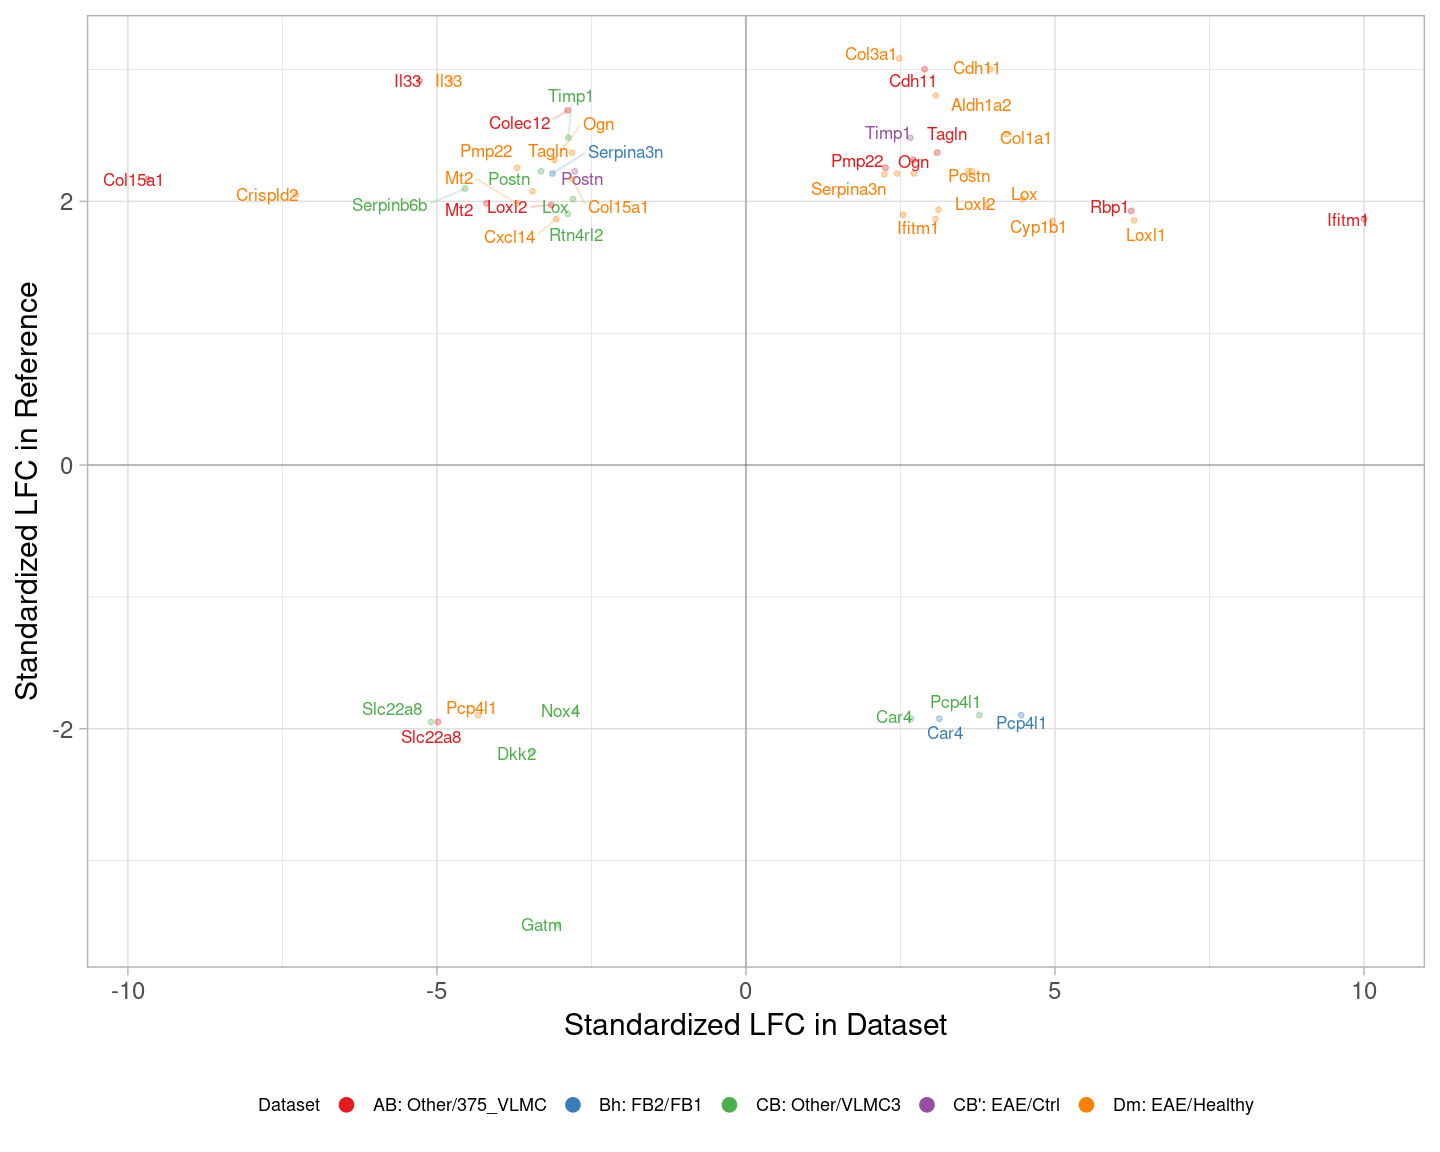 Col3a1
Cdh11
Il33 Il33
Cdh11
Timp1
Aldh1a2
Colec12
Ogn
Timp1
Tagln
Col1a1
Pmp22
Tagln
Serpina3n
Pmp22
Ogn
Col15a1
Mt2
Postn
Postn
Postn
Serpina3n
Crispld2
Lox
2
Serpinb6b
Mt2
Loxl2
Lox
Col15a1
Loxl2
Rbp1
Ifitm1
Cxcl14
Rtn4rl2
Ifitm1
Cyp1b1
Loxl1
0
Standardized LFC in Reference
Slc22a8
Pcp4l1
Nox4
Pcp4l1
Car4
-2
Slc22a8
Car4
Pcp4l1
Dkk2
Gatm
-10 -5 0 5 10
Standardized LFC in Dataset
Dataset AB: Other/375_VLMC Bh: FB2/FB1 CB: Other/VLMC3 CB': EAE/Ctrl Dm: EAE/Healthy